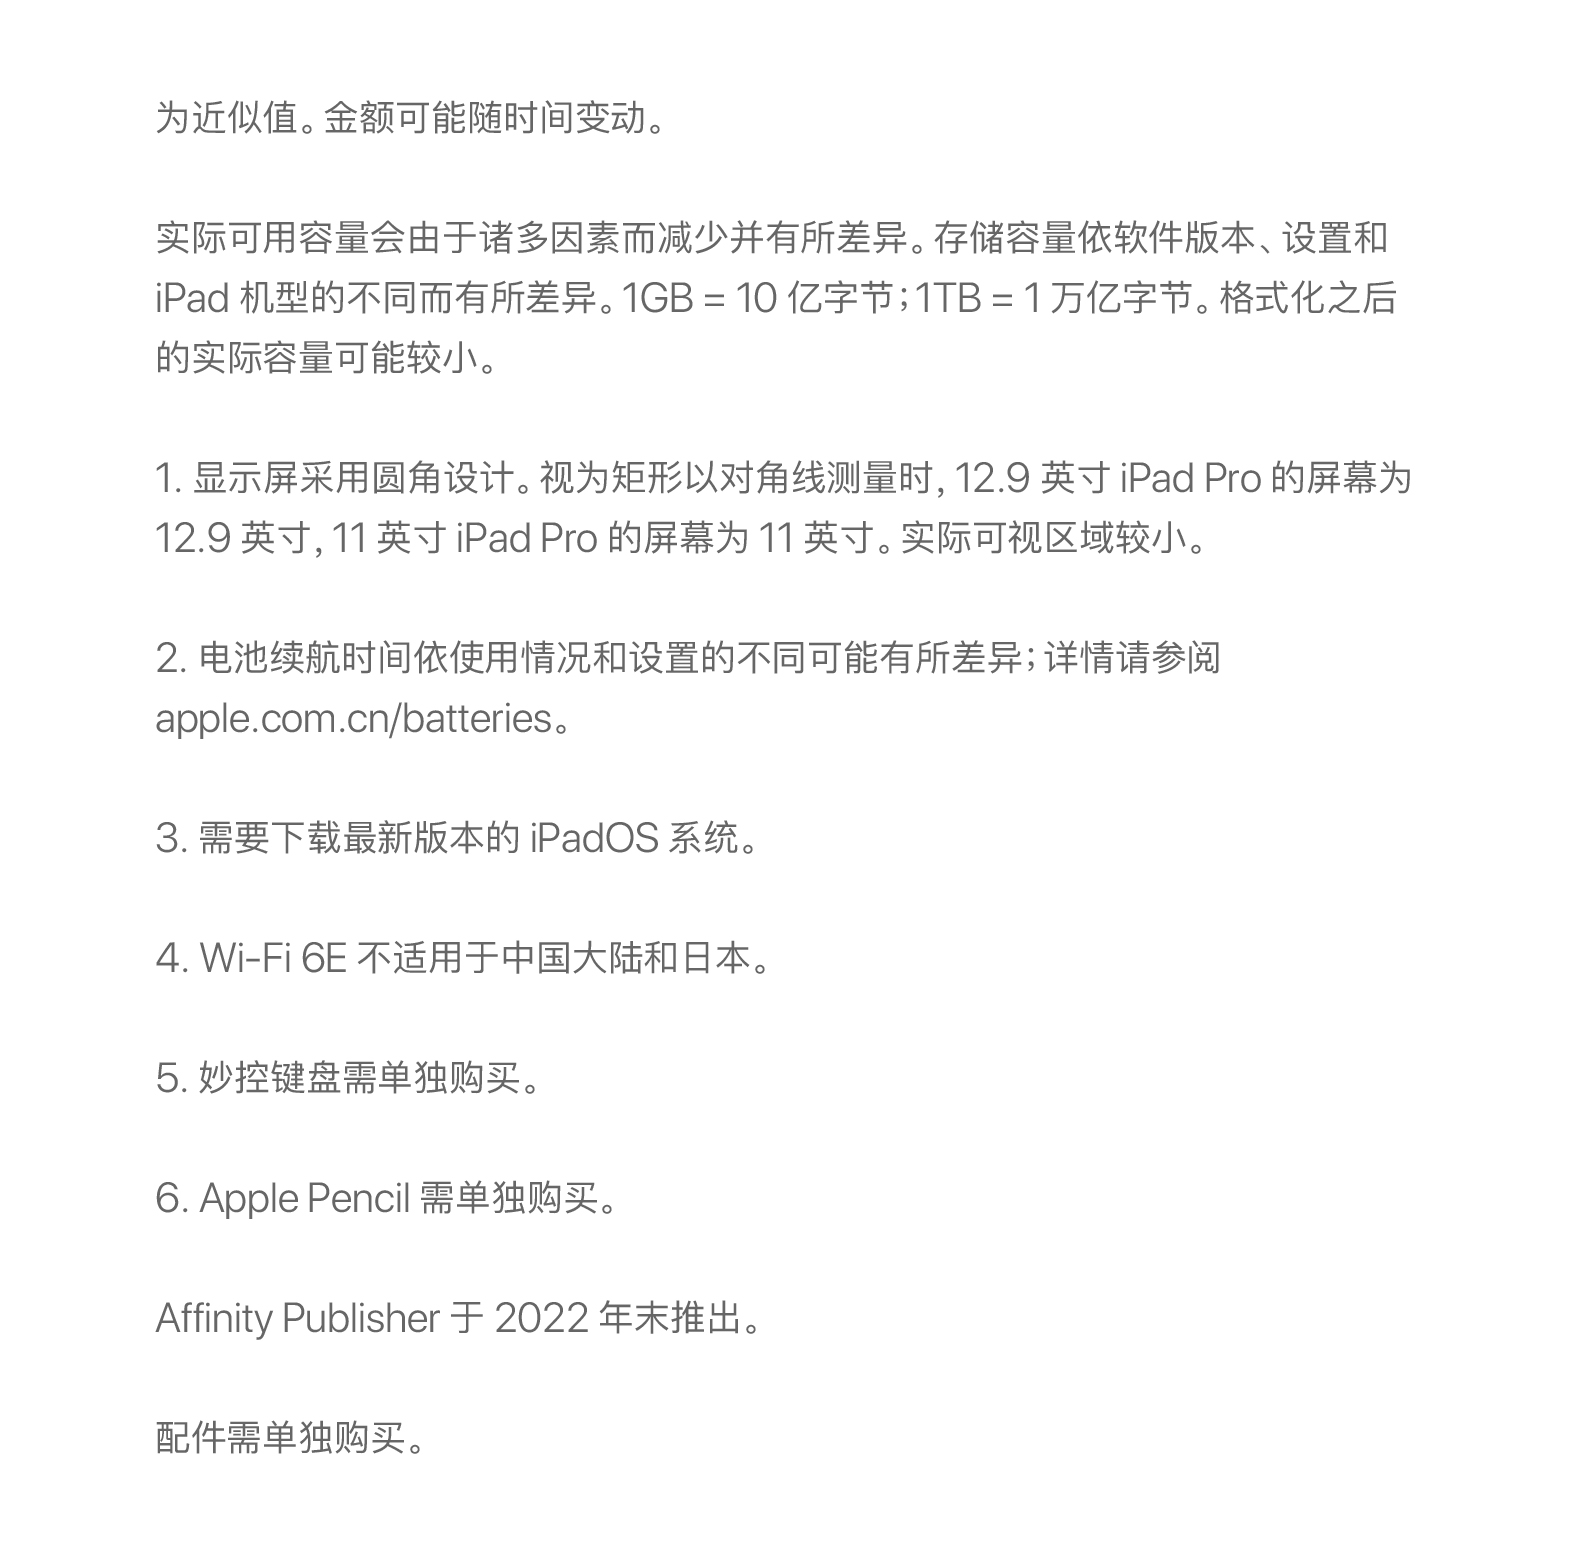 为近似值。金额可能随时间变动。
实际可用容量会由于诸多因素而减少并有所差异。存储容量依软件版本、设置和
iPad 机型的不同而有所差异。1GB = 10 亿字节；1TB = 1 万亿字节。格式化之后
的实际容量可能较小。
1. 显示屏采用圆角设计。视为矩形以对角线测量时，12.9 英寸 iPad Pro 的屏幕为
12.9 英寸，11 英寸 iPad Pro 的屏幕为 11 英寸。实际可视区域较小。
2. 电池续航时间依使用情况和设置的不同可能有所差异；详情请参阅
apple.com.cn/batteries。
3. 需要下载最新版本的 iPadOS 系统。
4. Wi-Fi 6E 不适用于中国大陆和日本。
5. 妙控键盘需单独购买。
6. Apple Pencil 需单独购买。
Affinity Publisher 于 2022 年末推出。
配件需单独购买。